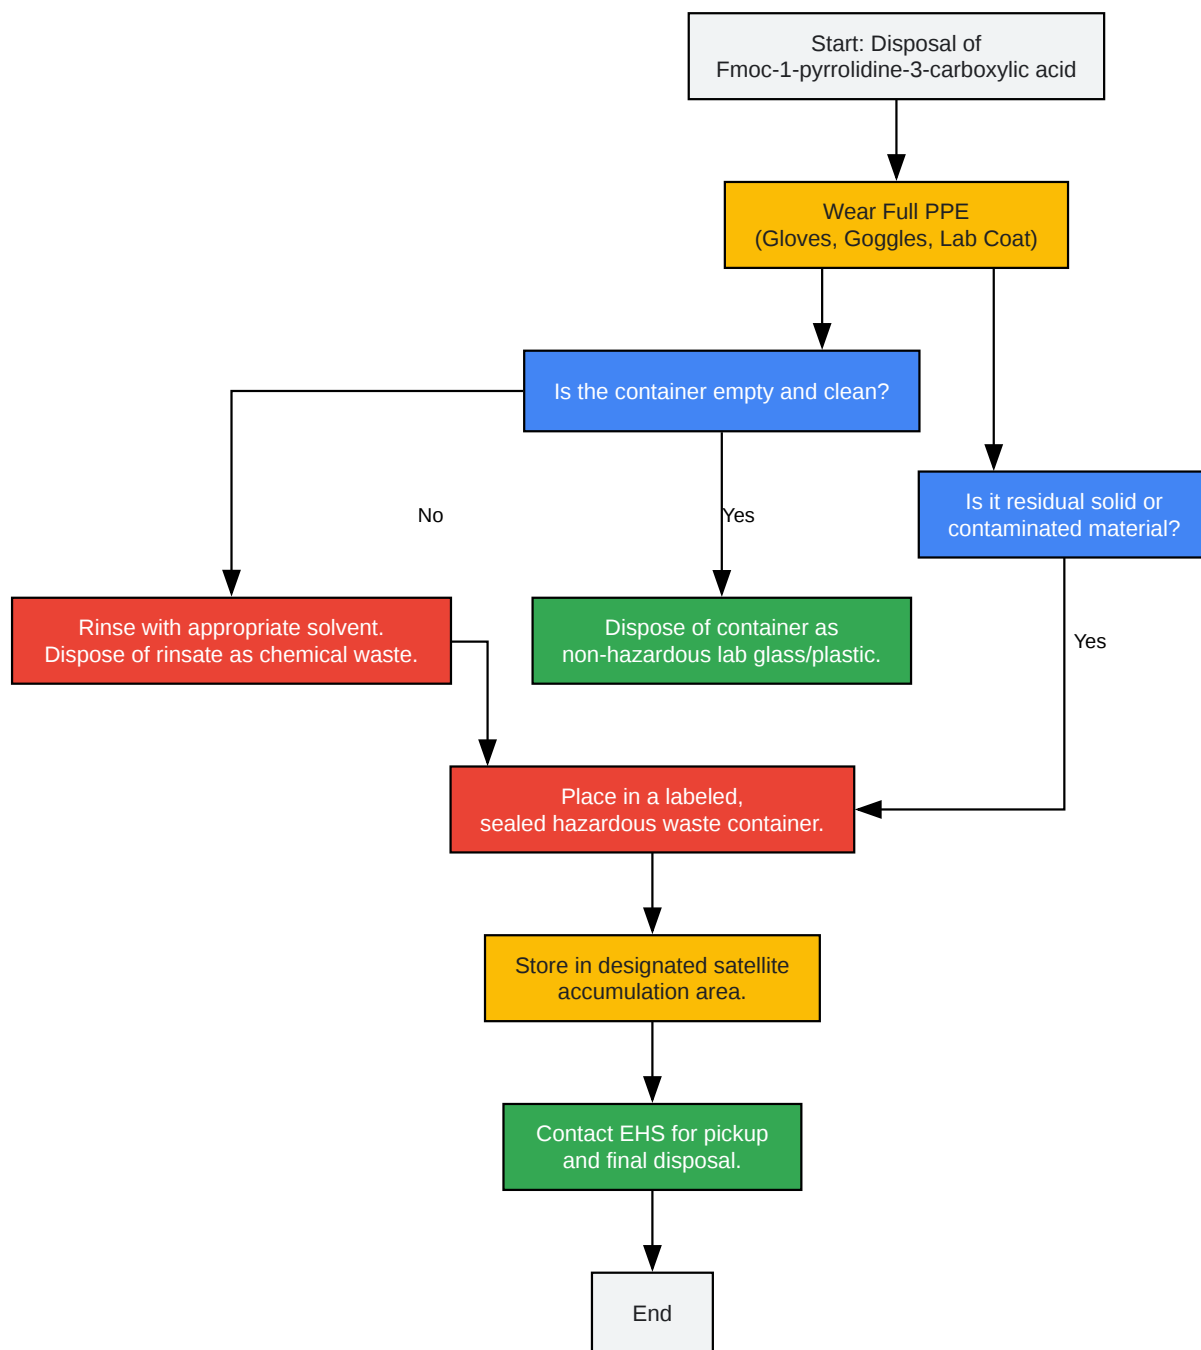 Start: Disposal of
Fmoc-1-pyrrolidine-3-carboxylic acid
Wear Full PPE
(Gloves, Goggles, Lab Coat)
Is the container empty and clean?
Is it residual solid or
contaminated material?
No
Yes
Yes
Rinse with appropriate solvent.
Dispose of rinsate as chemical waste.
Dispose of container as
non-hazardous lab glass/plastic.
Place in a labeled,
sealed hazardous waste container.
Store in designated satellite
accumulation area.
Contact EHS for pickup
and final disposal.
End